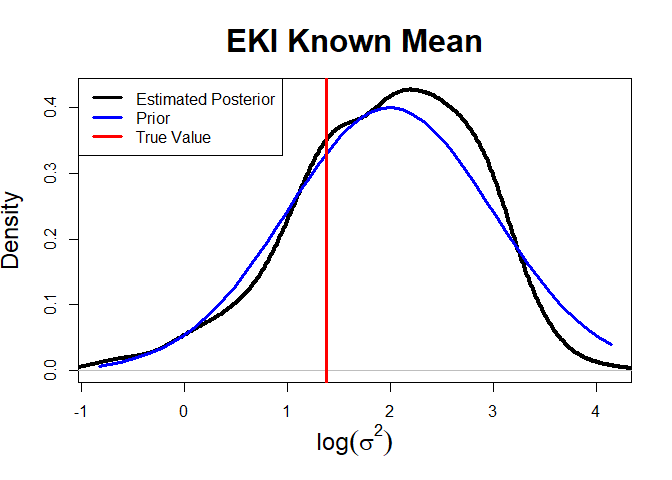 EKI Known Mean
Estimated Posterior
Prior
True Value
Density
0.4
0.3
0.2
0.1
0.0
-1 0 1 2 3 4
log(σ²)